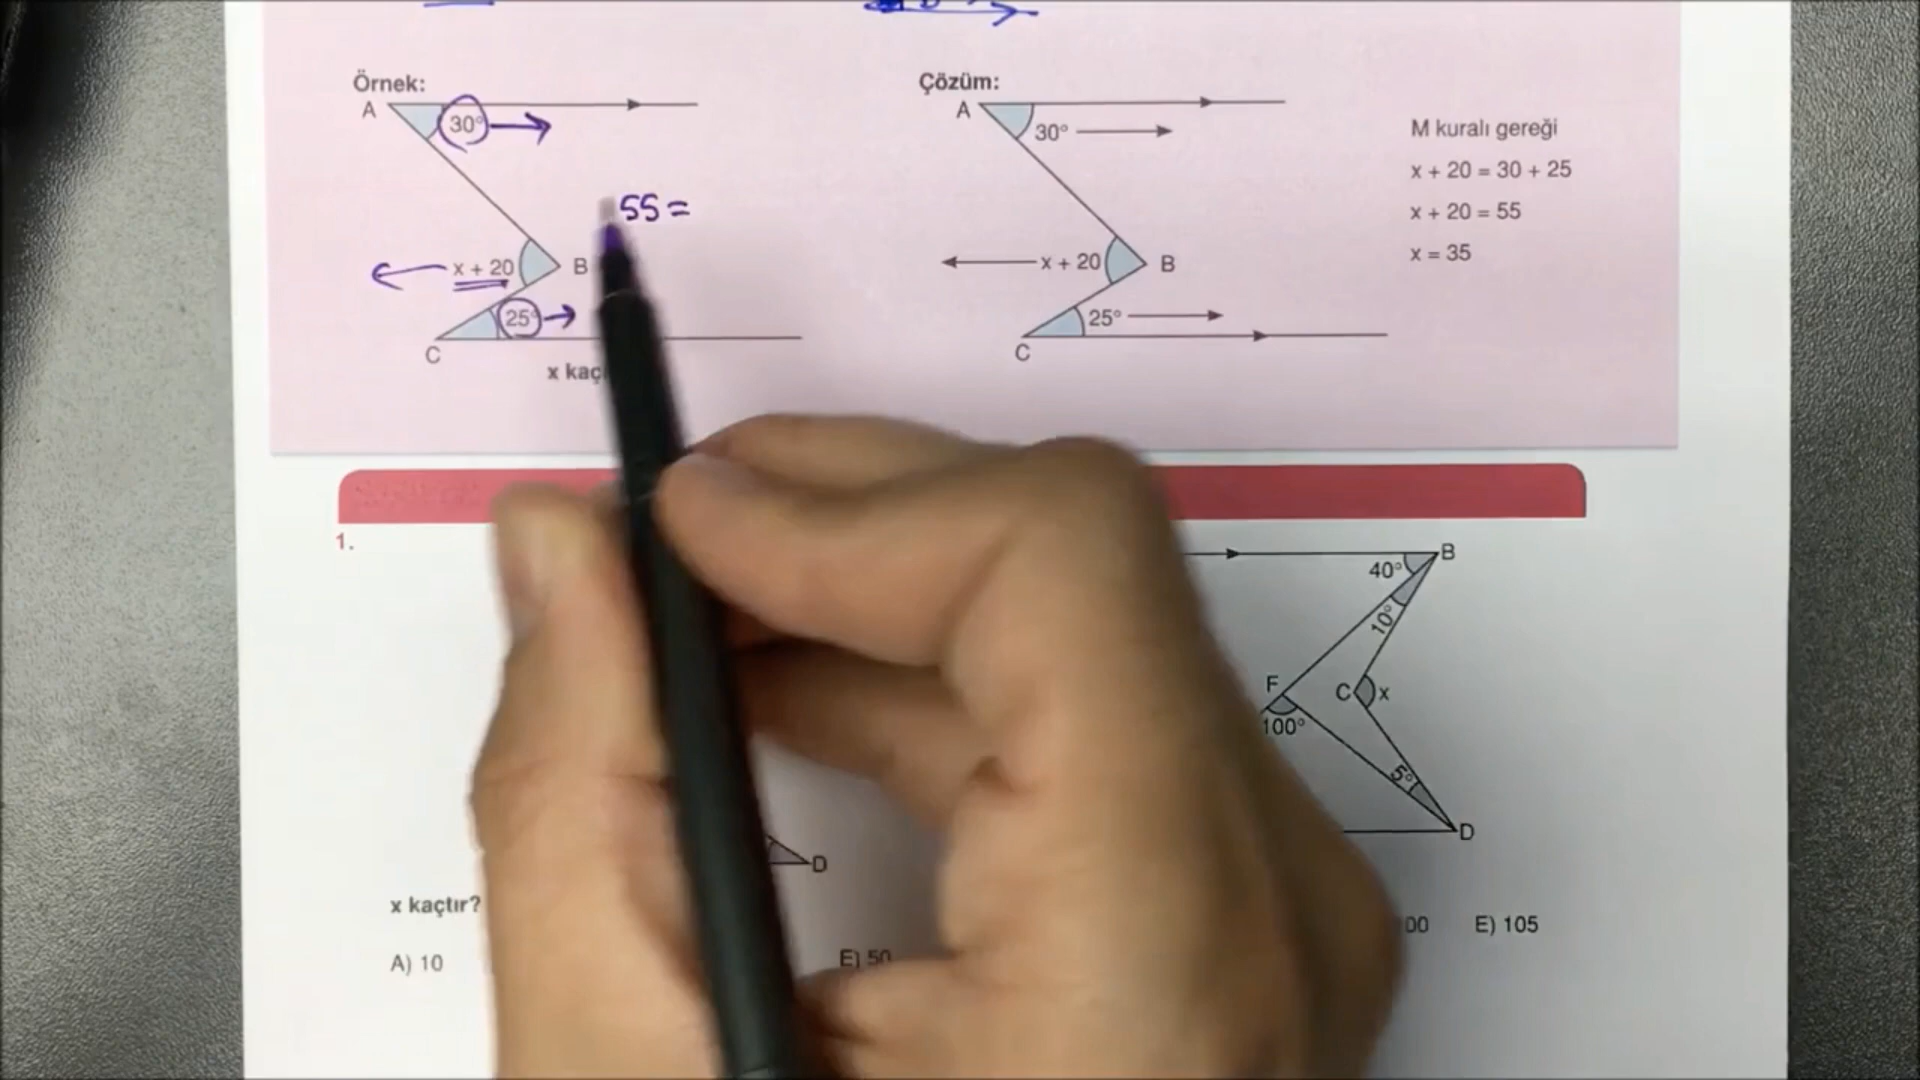 Örnek:
A
30°
55 =
x + 20
B
25°
C
x
Çözüm:
A
30°
x + 20
B
25°
C
M kuralı gereği
x + 20 = 30 + 25
x + 20 = 55
x = 35
1.
D
x kaçtır?
A) 10
E) 50
B
40°
10°
F
C
x
100°
5°
D
E) 105